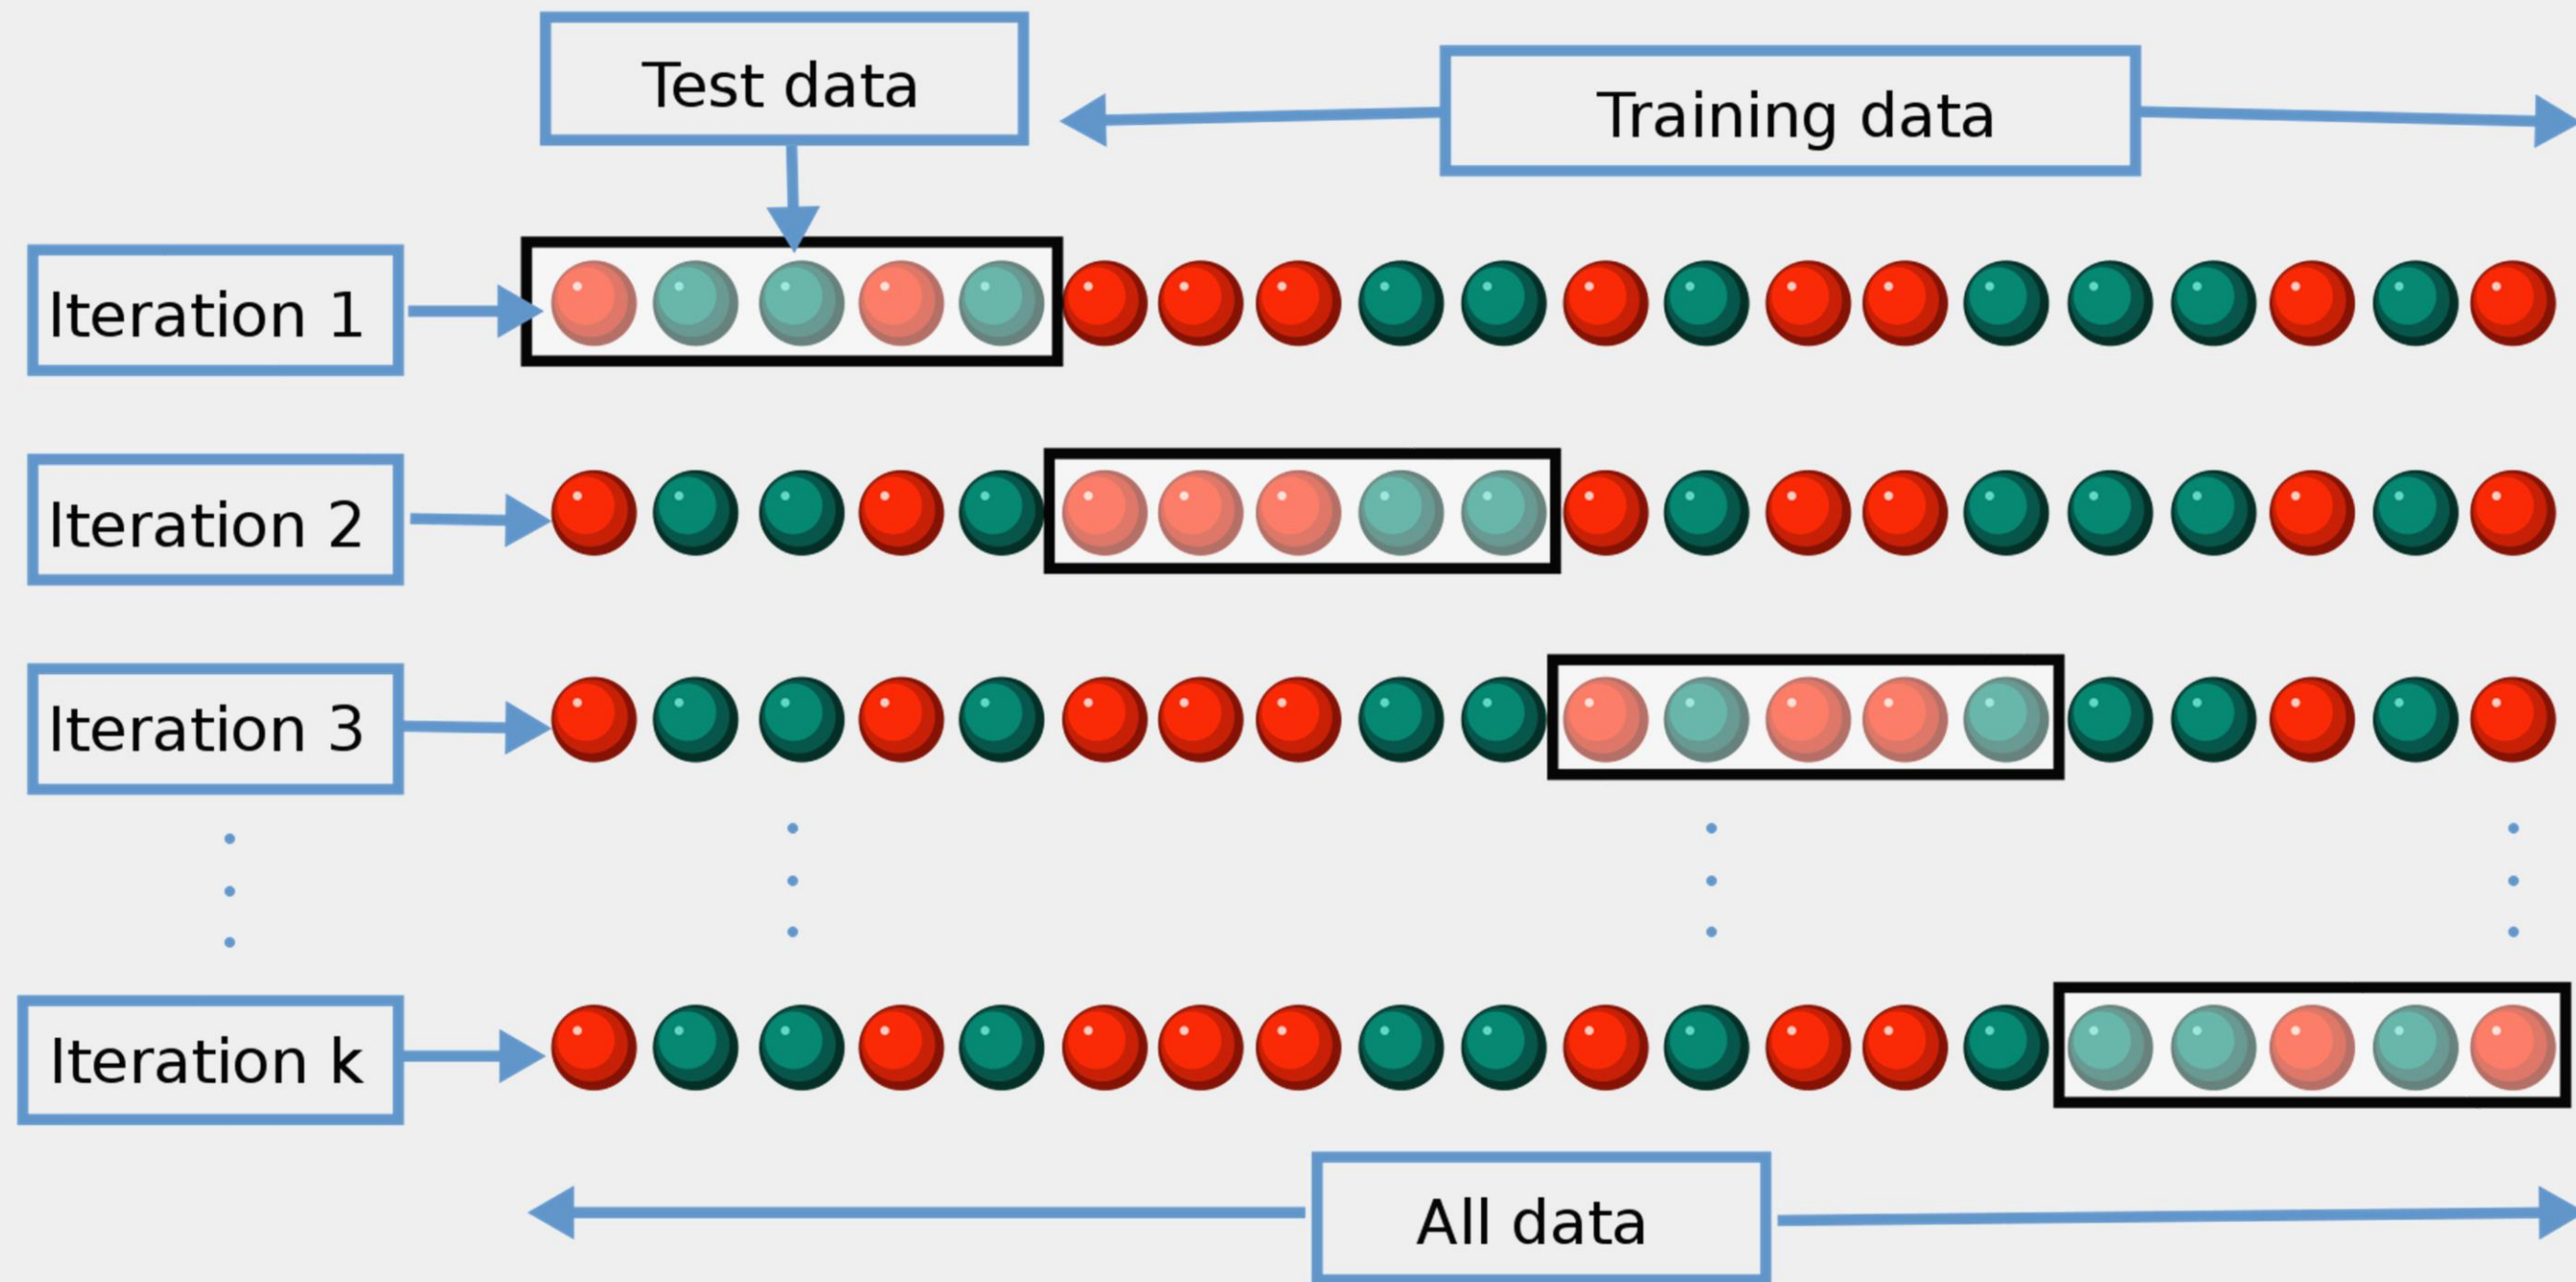 Test data
Training data
Iteration 1
Iteration 2
Iteration 3
Iteration k
All data